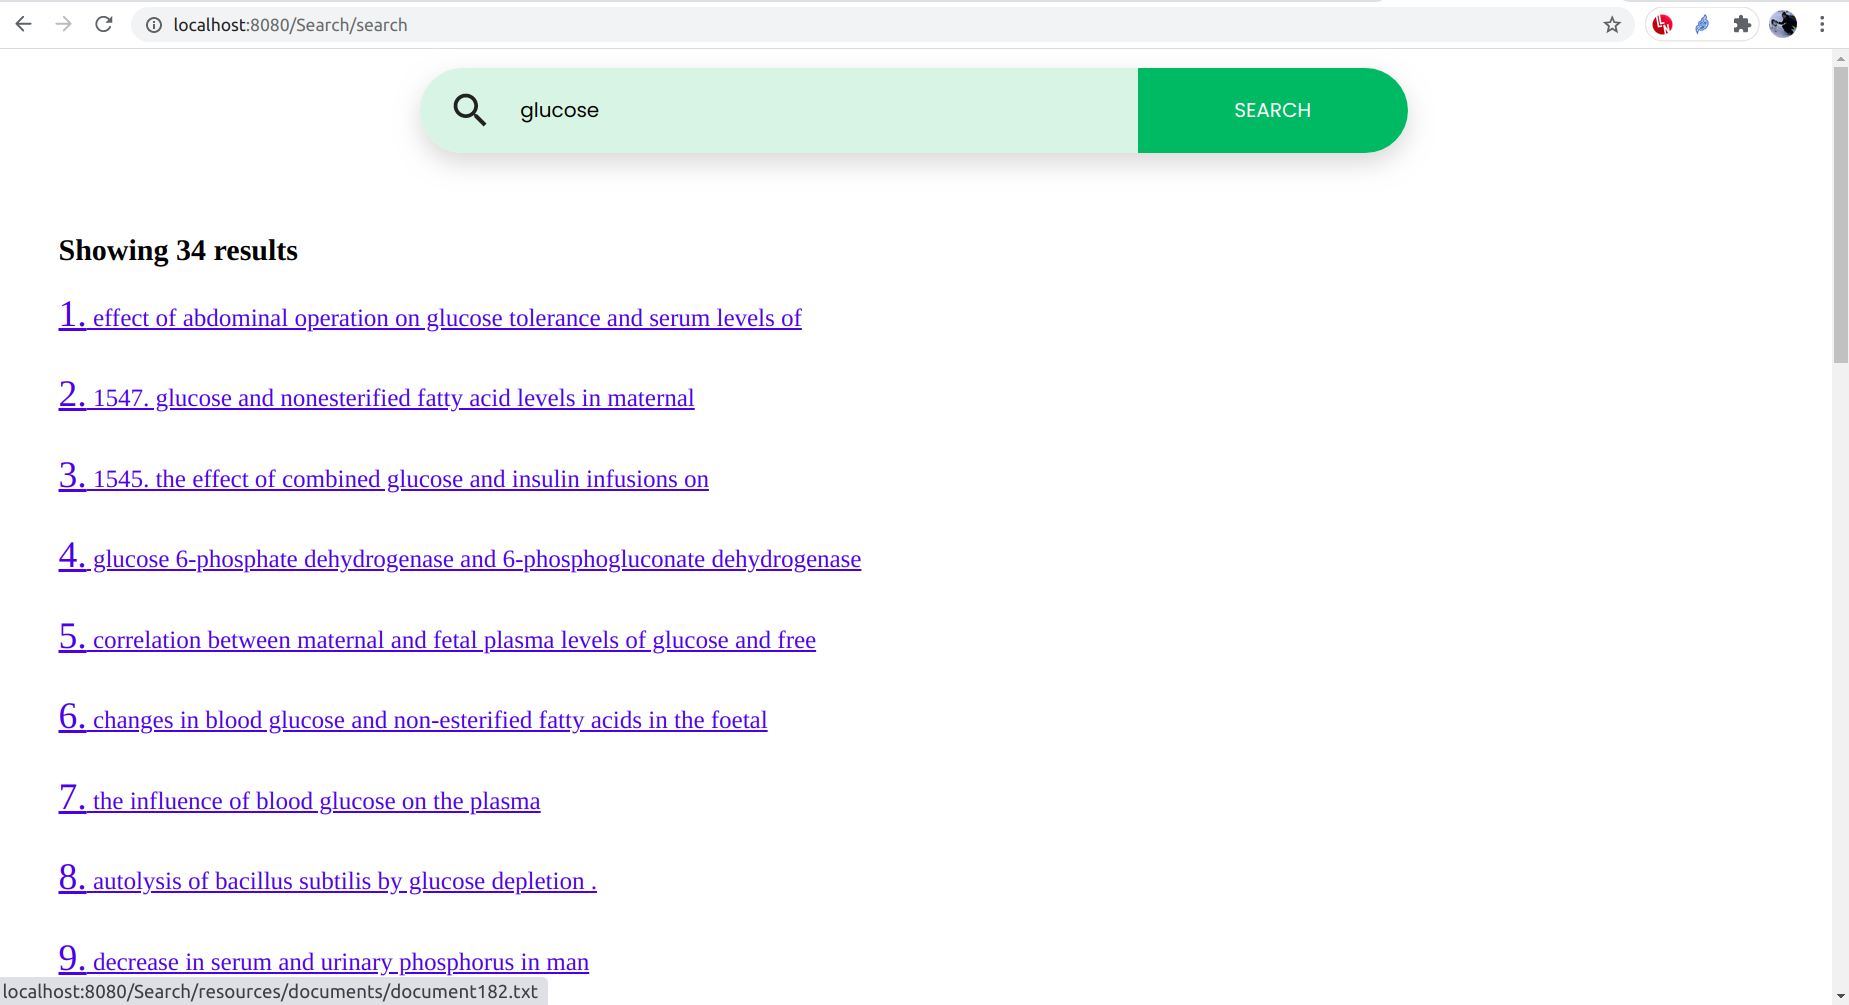 localhost:8080/Search/search
glucose
SEARCH
Showing 34 results
1. effect of abdominal operation on glucose tolerance and serum levels of
2. 1547. glucose and nonesterified fatty acid levels in maternal
3. 1545. the effect of combined glucose and insulin infusions on
4. glucose 6-phosphate dehydrogenase and 6-phosphogluconate dehydrogenase
5. correlation between maternal and fetal plasma levels of glucose and free
6. changes in blood glucose and non-esterified fatty acids in the foetal
7. the influence of blood glucose on the plasma
8. autolysis of bacillus subtilis by glucose depletion .
9. decrease in serum and urinary phosphorus in man
localhost:8080/Search/resources/documents/document182.txt